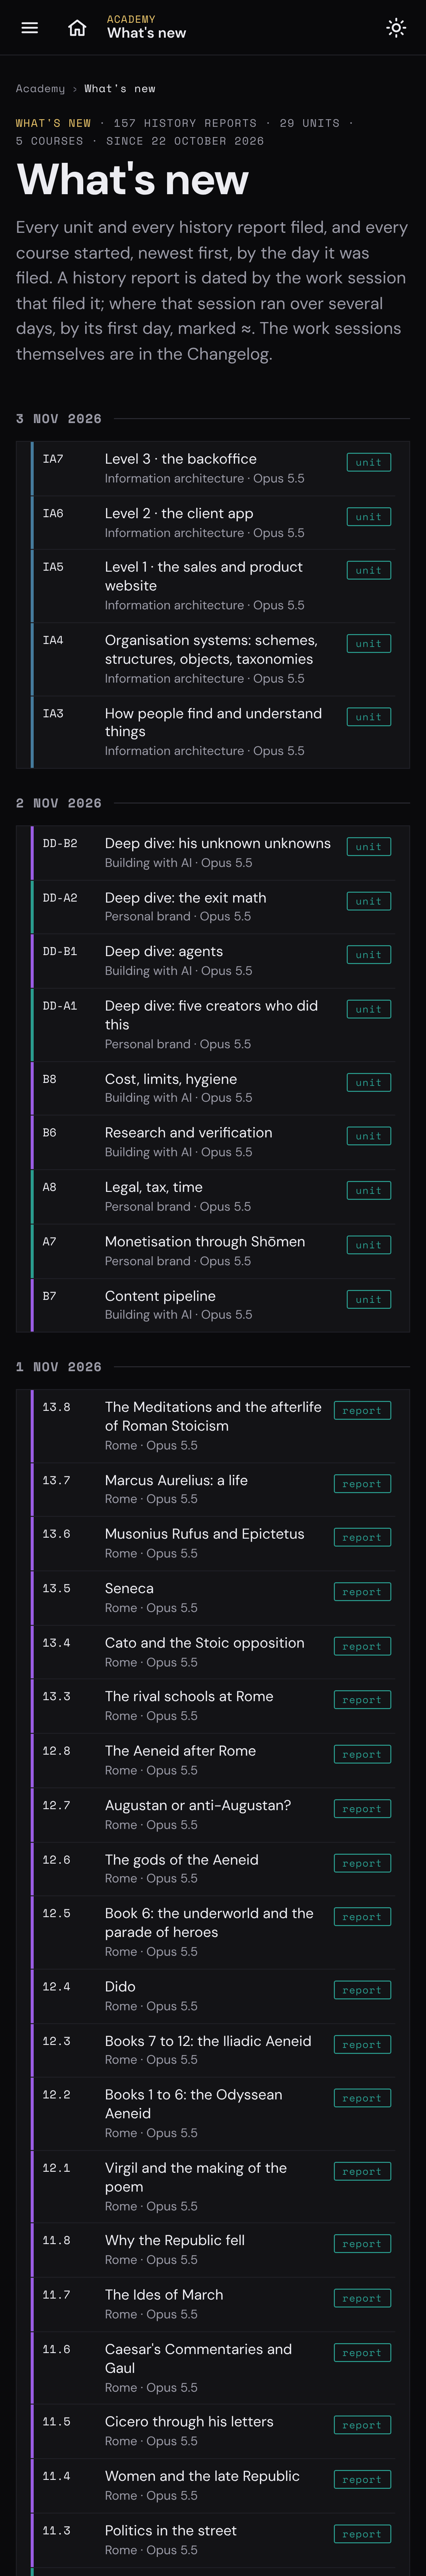 ACADEMY
What's new
Academy › What's new
WHAT'S NEW · 157 HISTORY REPORTS · 29 UNITS ·
5 COURSES · SINCE 22 OCTOBER 2026
What's new
Every unit and every history report filed, and every
course started, newest first, by the day it was
filed. A history report is dated by the work session
that filed it; where that session ran over several
days, by its first day, marked ≈. The work sessions
themselves are in the Changelog.
3 NOV 2026
IA7 Level 3 · the backoffice unit
Information architecture · Opus 5.5
IA6 Level 2 · the client app unit
Information architecture · Opus 5.5
IA5 Level 1 · the sales and product unit
website
Information architecture · Opus 5.5
IA4 Organisation systems: schemes, unit
structures, objects, taxonomies
Information architecture · Opus 5.5
IA3 How people find and understand unit
things
Information architecture · Opus 5.5
2 NOV 2026
DD-B2 Deep dive: his unknown unknowns unit
Building with AI · Opus 5.5
DD-A2 Deep dive: the exit math unit
Personal brand · Opus 5.5
DD-B1 Deep dive: agents unit
Building with AI · Opus 5.5
DD-A1 Deep dive: five creators who did unit
this
Personal brand · Opus 5.5
B8 Cost, limits, hygiene unit
Building with AI · Opus 5.5
B6 Research and verification unit
Building with AI · Opus 5.5
A8 Legal, tax, time unit
Personal brand · Opus 5.5
A7 Monetisation through Shōmen unit
Personal brand · Opus 5.5
B7 Content pipeline unit
Building with AI · Opus 5.5
1 NOV 2026
13.8 The Meditations and the afterlife report
of Roman Stoicism
Rome · Opus 5.5
13.7 Marcus Aurelius: a life report
Rome · Opus 5.5
13.6 Musonius Rufus and Epictetus report
Rome · Opus 5.5
13.5 Seneca report
Rome · Opus 5.5
13.4 Cato and the Stoic opposition report
Rome · Opus 5.5
13.3 The rival schools at Rome report
Rome · Opus 5.5
12.8 The Aeneid after Rome report
Rome · Opus 5.5
12.7 Augustan or anti-Augustan? report
Rome · Opus 5.5
12.6 The gods of the Aeneid report
Rome · Opus 5.5
12.5 Book 6: the underworld and the report
parade of heroes
Rome · Opus 5.5
12.4 Dido report
Rome · Opus 5.5
12.3 Books 7 to 12: the Iliadic Aeneid report
Rome · Opus 5.5
12.2 Books 1 to 6: the Odyssean report
Aeneid
Rome · Opus 5.5
12.1 Virgil and the making of the report
poem
Rome · Opus 5.5
11.8 Why the Republic fell report
Rome · Opus 5.5
11.7 The Ides of March report
Rome · Opus 5.5
11.6 Caesar's Commentaries and report
Gaul
Rome · Opus 5.5
11.5 Cicero through his letters report
Rome · Opus 5.5
11.4 Women and the late Republic report
Rome · Opus 5.5
11.3 Politics in the street report
Rome · Opus 5.5